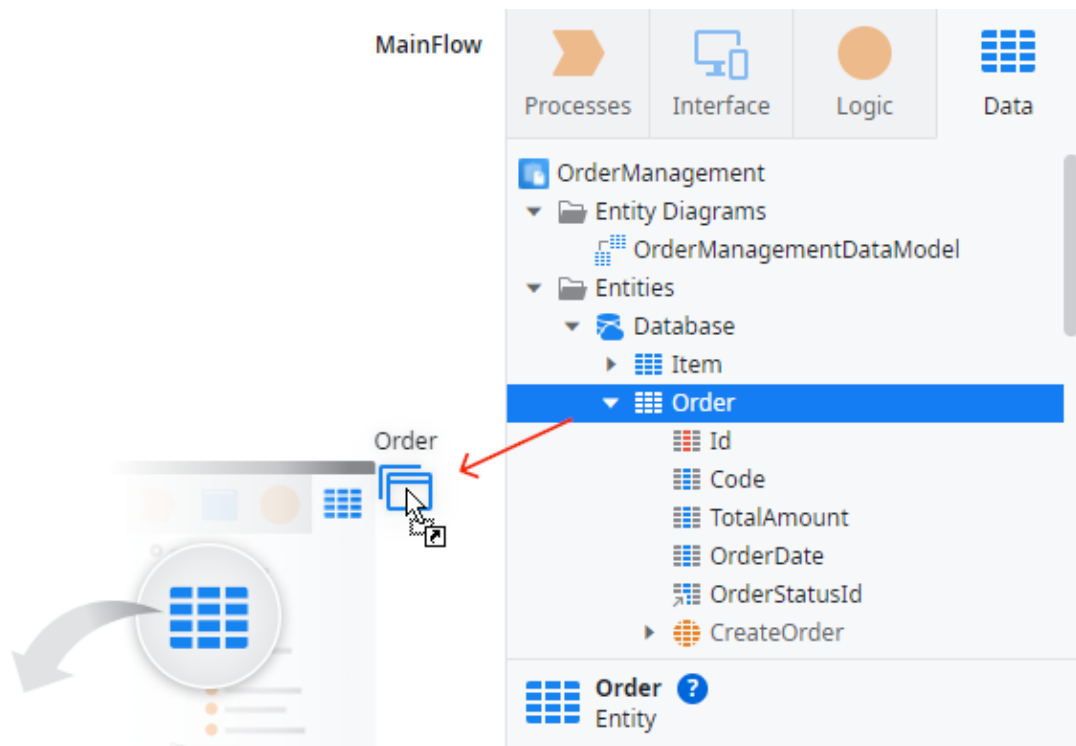 MainFlow
Processes Interface Logic Data
OrderManagement
Entity Diagrams
OrderManagementDataModel
Entities
Database
Item
Order
Order
Id
Code
TotalAmount
OrderDate
OrderStatusId
CreateOrder
Order ?
Entity